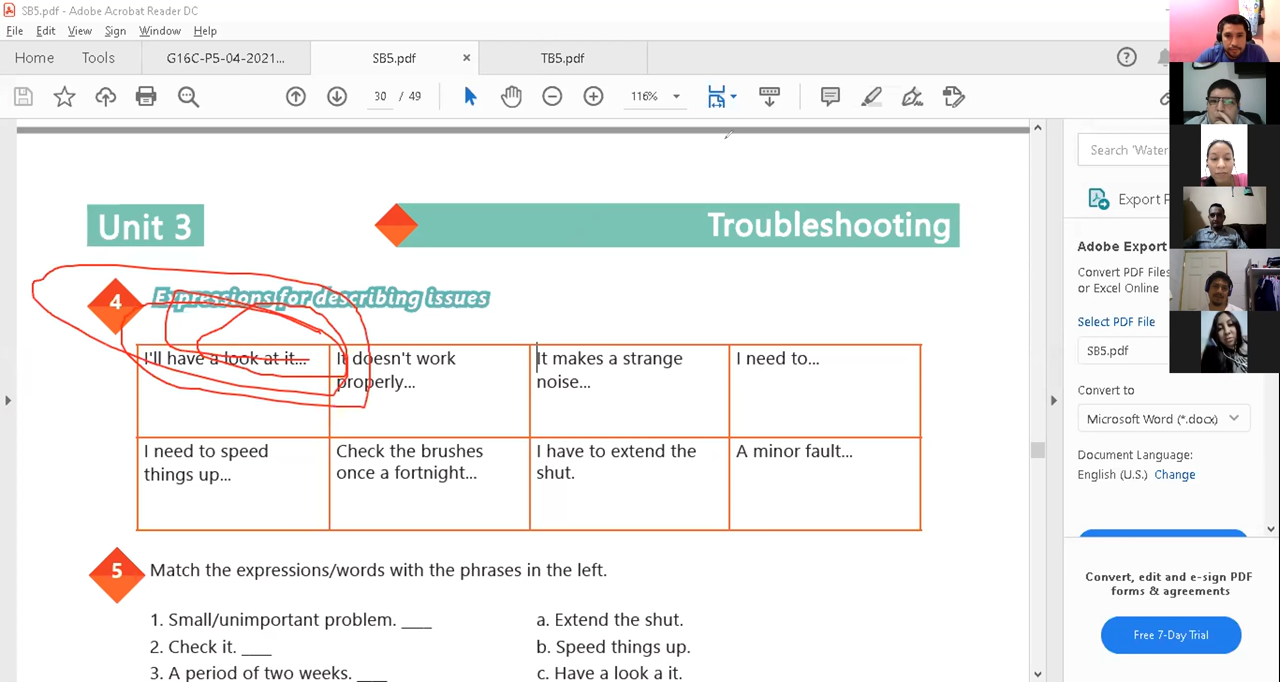 SB5.pdf - Adobe Acrobat Reader DC
File Edit View Sign Window Help
Home Tools G16C-P5-04-2021... SB5.pdf × TB5.pdf
30 / 49 116%
Search 'Water
Unit 3 Troubleshooting
Export P
4 Expressions for describing issues
Adobe Export
Convert PDF Files
or Excel Online
Select PDF File
SB5.pdf
I'll have a look at it... It doesn't work It makes a strange I need to...
properly... noise...
Convert to
Microsoft Word (*.docx)
I need to speed Check the brushes I have to extend the A minor fault...
things up... once a fortnight... shut.
Document Language:
English (U.S.) Change
5 Match the expressions/words with the phrases in the left.
Convert, edit and e-sign PDF
forms & agreements
Free 7-Day Trial
1. Small/unimportant problem. ____ a. Extend the shut.
2. Check it. ____ b. Speed things up.
3. A period of two weeks. ____ c. Have a look a it.